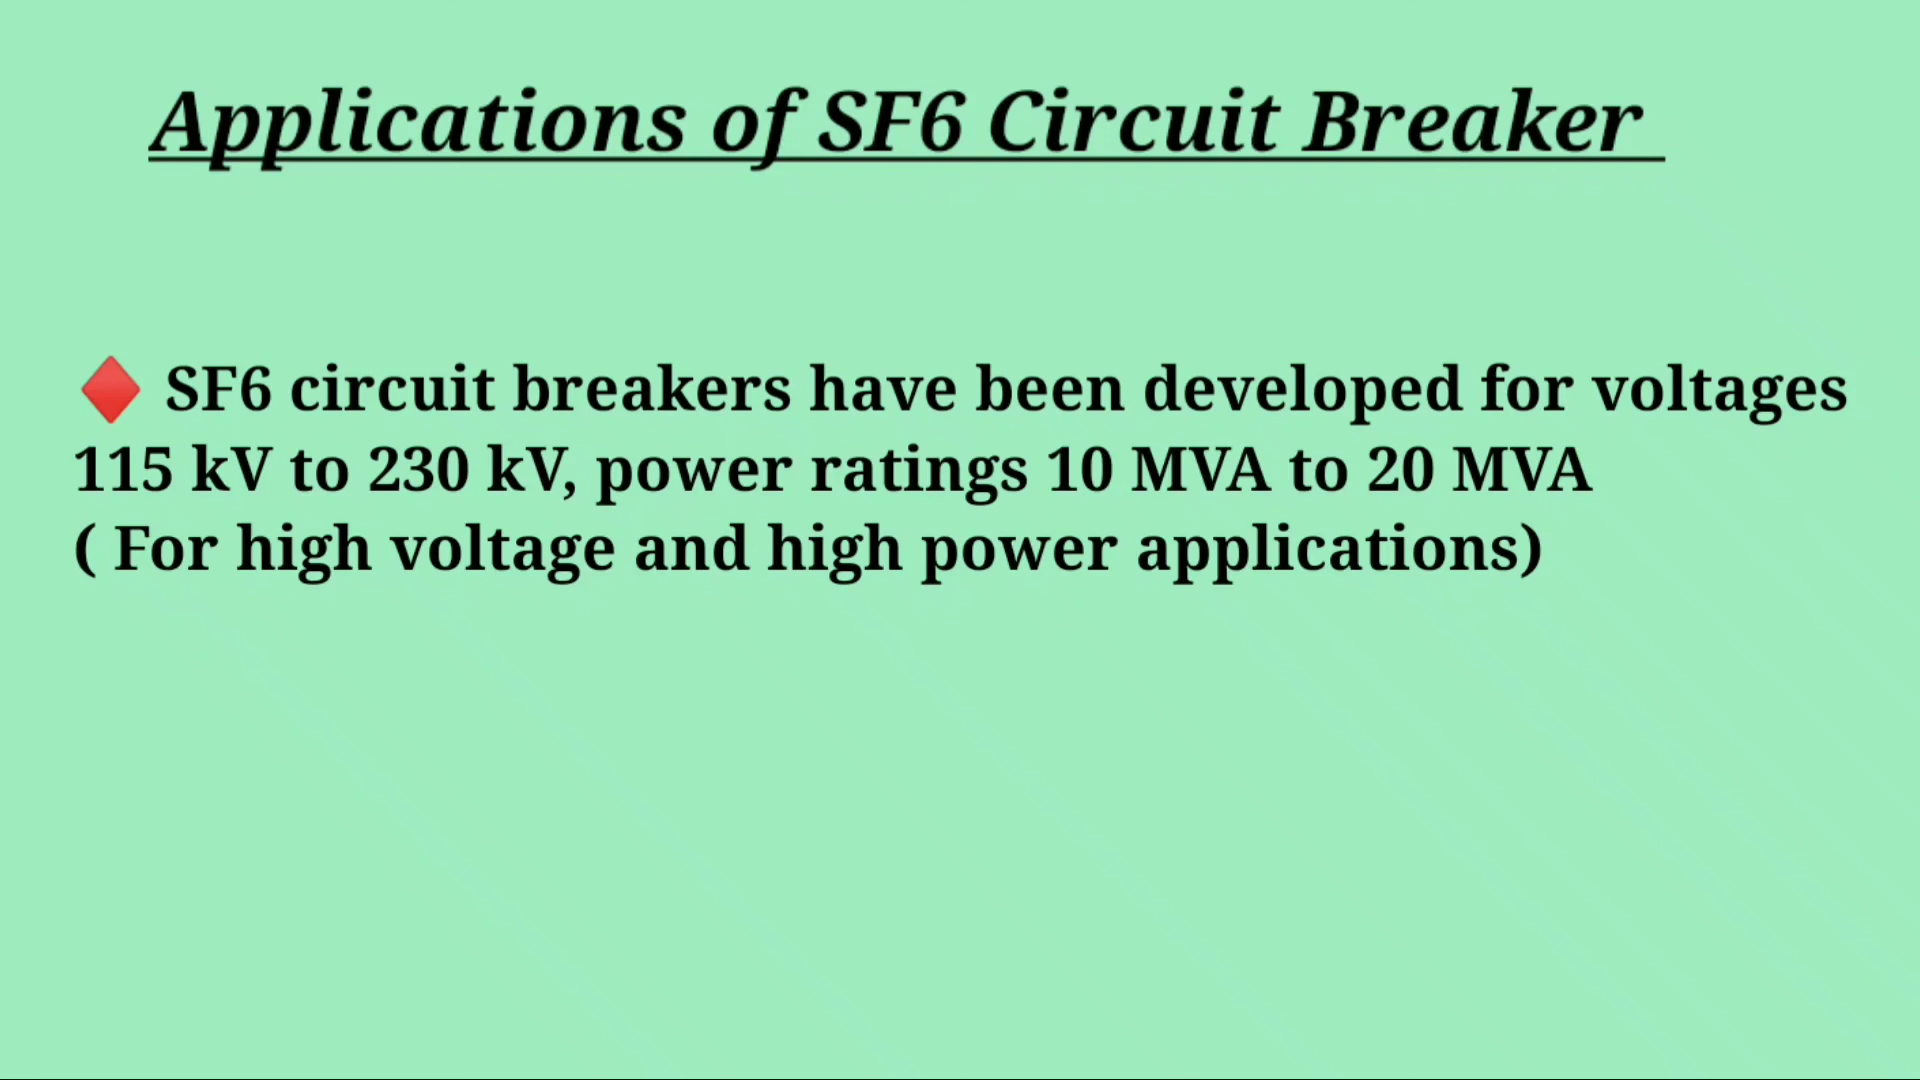 Applications of SF6 Circuit Breaker
♦ SF6 circuit breakers have been developed for voltages
115 kV to 230 kV, power ratings 10 MVA to 20 MVA
( For high voltage and high power applications)